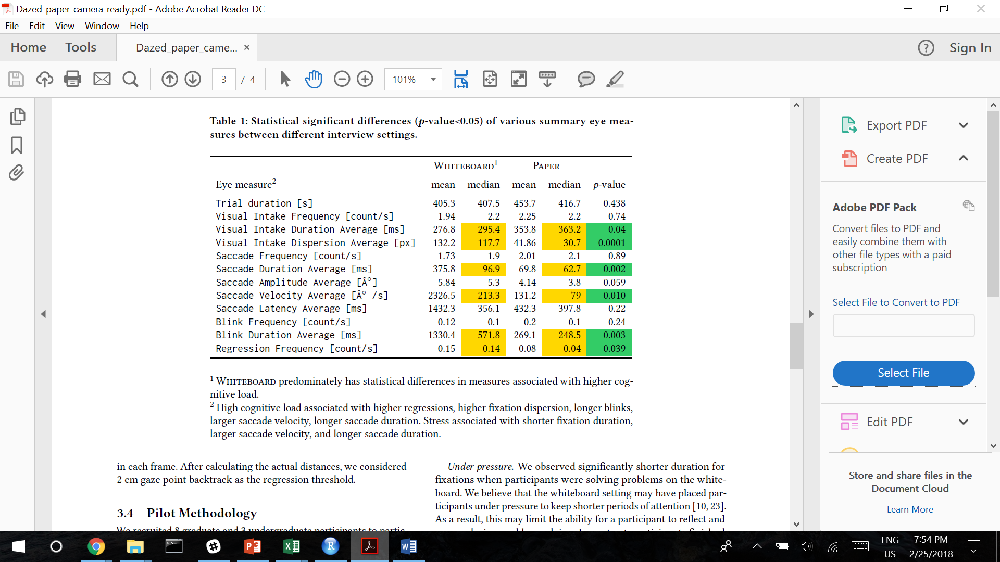 Dazed_paper_camera_ready.pdf - Adobe Acrobat Reader DC
File Edit View Window Help
Home Tools Dazed_paper_came... × ? Sign In
3 / 4 101%
Table 1: Statistical significant differences (p-value<0.05) of various summary eye mea-
sures between different interview settings.
WHITEBOARD¹ PAPER
Eye measure² mean median mean median p-value
Trial duration [s] 405.3 407.5 453.7 416.7 0.438
Visual Intake Frequency [count/s] 1.94 2.2 2.25 2.2 0.74
Visual Intake Duration Average [ms] 276.8 295.4 353.8 363.2 0.04
Visual Intake Dispersion Average [px] 132.2 117.7 41.86 30.7 0.0001
Saccade Frequency [count/s] 1.73 1.9 2.01 2.1 0.89
Saccade Duration Average [ms] 375.8 96.9 69.8 62.7 0.002
Saccade Amplitude Average [Â°] 5.84 5.3 4.14 3.8 0.059
Saccade Velocity Average [Â° /s] 2326.5 213.3 131.2 79 0.010
Saccade Latency Average [ms] 1432.3 356.1 432.3 397.8 0.22
Blink Frequency [count/s] 0.12 0.1 0.2 0.1 0.24
Blink Duration Average [ms] 1330.4 571.8 269.1 248.5 0.003
Regression Frequency [count/s] 0.15 0.14 0.08 0.04 0.039
¹ WHITEBOARD predominately has statistical differences in measures associated with higher cog-
nitive load.
² High cognitive load associated with higher regressions, higher fixation dispersion, longer blinks,
larger saccade velocity, longer saccade duration. Stress associated with shorter fixation duration,
larger saccade velocity, and longer saccade duration.
in each frame. After calculating the actual distances, we considered
2 cm gaze point backtrack as the regression threshold.
3.4 Pilot Methodology
We recruited 8 graduate and 3 undergraduate participants to partic-
Under pressure. We observed significantly shorter duration for
fixations when participants were solving problems on the white-
board. We believe that the whiteboard setting may have placed par-
ticipants under pressure to keep shorter periods of attention [10, 23].
As a result, this may limit the ability for a participant to reflect and
Export PDF
Create PDF
Adobe PDF Pack
Convert files to PDF and
easily combine them with
other file types with a paid
subscription
Select File to Convert to PDF
Select File
Edit PDF
Store and share files in the
Document Cloud
Learn More
ENG
US
7:54 PM
2/25/2018